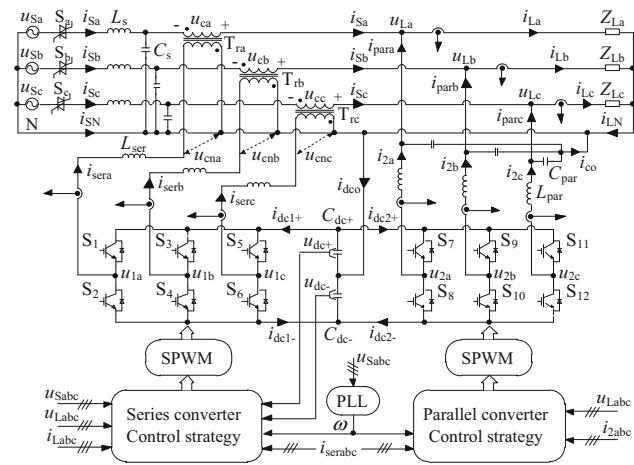 u_Sa S_a i_Sa L_s - u_ca + i_Sa u_La i_La Z_La
C_s T_ra i_para
u_Sb S_b i_Sb - u_cb + i_Sb u_Lb i_Lb Z_Lb
T_rb i_parb
u_Sc S_c i_Sc - u_cc + i_Sc u_Lc i_Lc Z_Lc
N i_SN T_rc i_parc i_LN
L_ser u_cna u_cnb u_cnc i_2a i_2b i_2c C_par i_co
i_sera i_serb i_serc i_dco L_par
i_dc1+ C_dc+ i_dc2+
S_1 S_3 S_5 u_dc+ S_7 S_9 S_11
u_1a u_1b u_1c u_2a u_2b u_2c
S_2 S_4 S_6 u_dc- S_8 S_10 S_12
i_dc1- C_dc- i_dc2-
SPWM u_Sabc SPWM
u_Sabc
u_Labc
i_Labc
Series converter
Control strategy
PLL
ω
i_serabc
Parallel converter
Control strategy
u_Labc
i_2abc